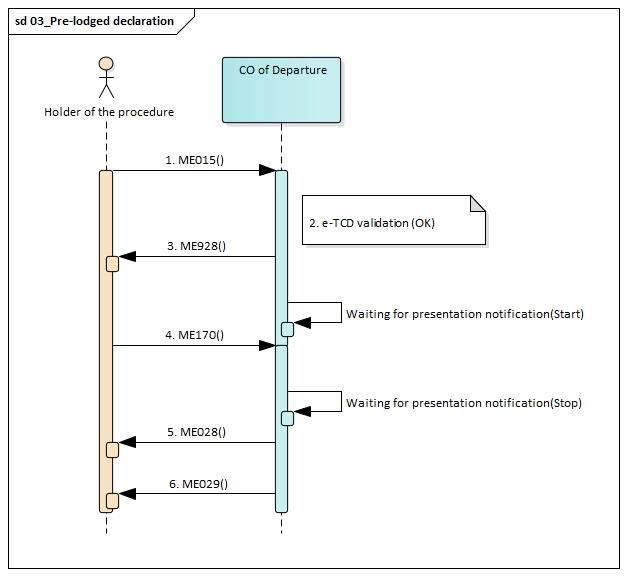 sd 03_Pre-lodged declaration
Holder of the procedure
CO of Departure
1. ME015()
2. e-TCD validation (OK)
3. ME928()
Waiting for presentation notification(Start)
4. ME170()
Waiting for presentation notification(Stop)
5. ME028()
6. ME029()